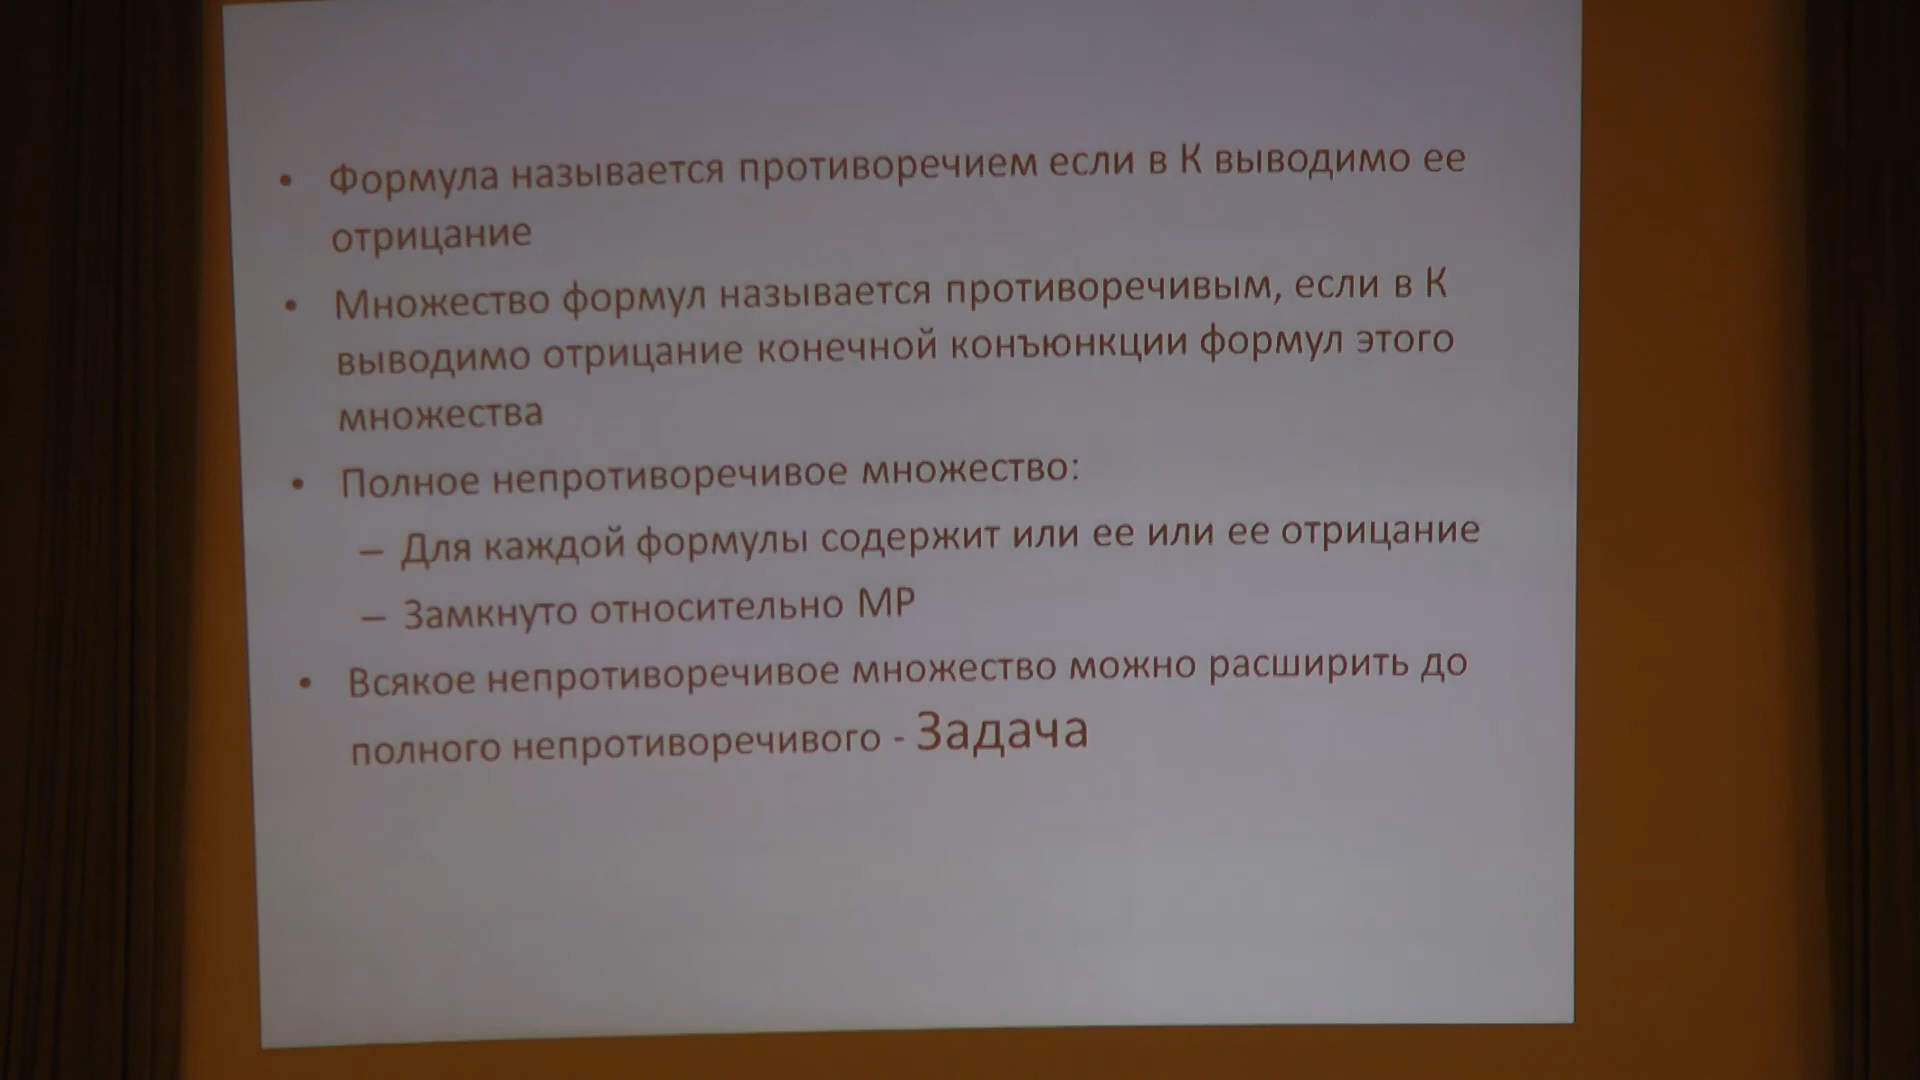 • Формула называется противоречием если в К выводимо ее
отрицание
• Множество формул называется противоречивым, если в К
выводимо отрицание конечной конъюнкции формул этого
множества
• Полное непротиворечивое множество:
– Для каждой формулы содержит или ее или ее отрицание
– Замкнуто относительно МР
• Всякое непротиворечивое множество можно расширить до
полного непротиворечивого - Задача